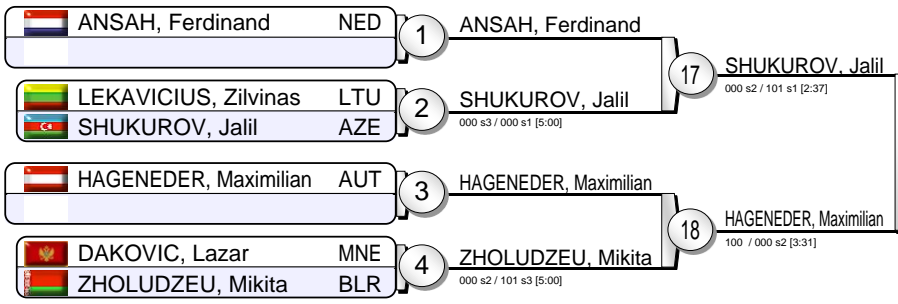 ANSAH, Ferdinand NED
1
ANSAH, Ferdinand
17
SHUKUROV, Jalil
000 s2 / 101 s1 [2:37]
LEKAVICIUS, Zilvinas LTU
SHUKUROV, Jalil AZE
2
SHUKUROV, Jalil
000 s3 / 000 s1 [5:00]
HAGENEDER, Maximilian AUT
3
HAGENEDER, Maximilian
18
HAGENEDER, Maximilian
100 / 000 s2 [3:31]
DAKOVIC, Lazar MNE
ZHOLUDZEU, Mikita BLR
4
ZHOLUDZEU, Mikita
000 s2 / 101 s3 [5:00]